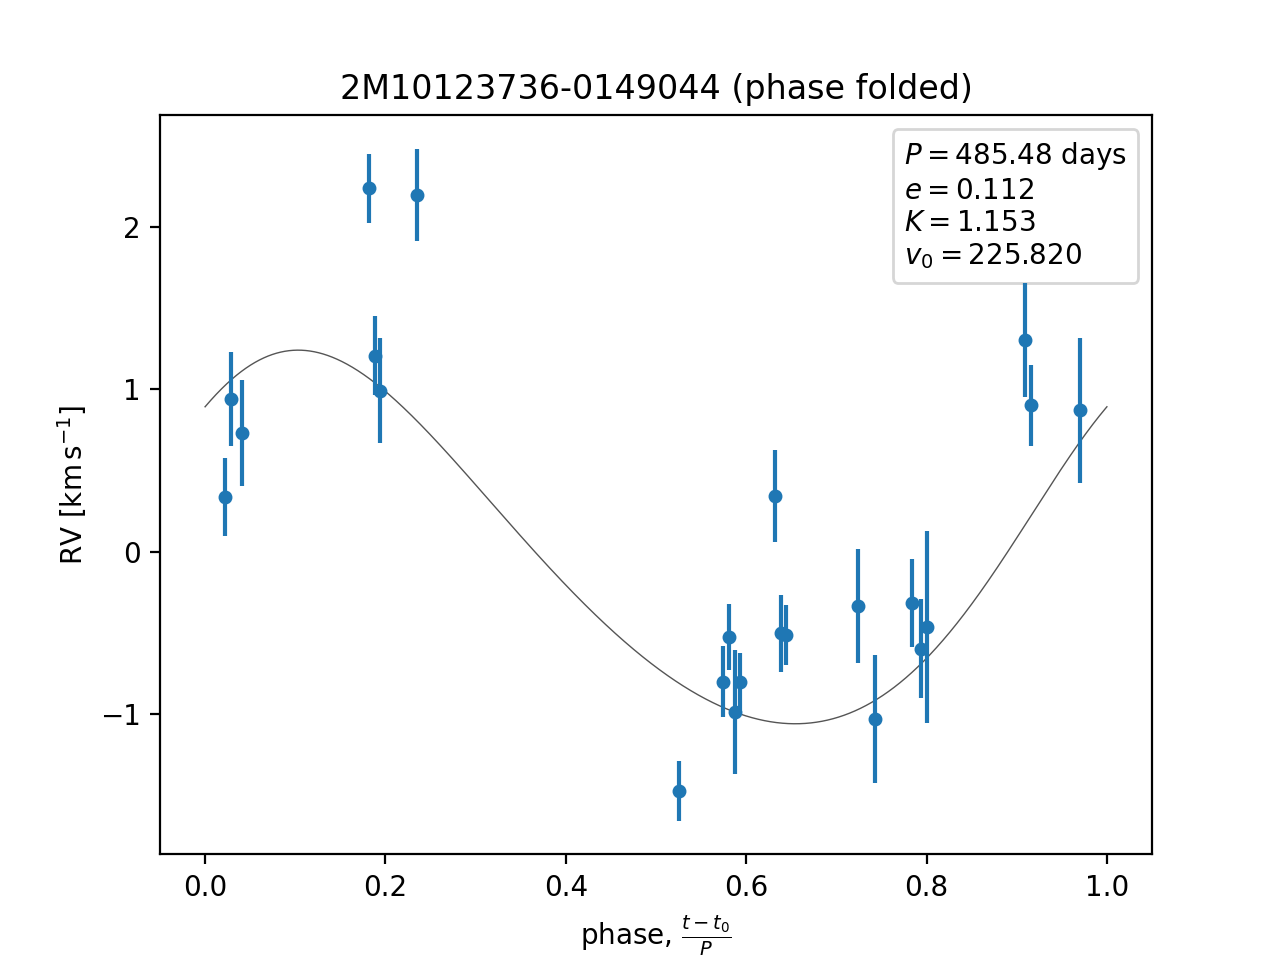 2M10123736-0149044 (phase folded)
P = 485.48 days
e = 0.112
K = 1.153
v₀ = 225.820
RV [km s⁻¹]
2
1
0
−1
0.0 0.2 0.4 0.6 0.8 1.0
phase, (t − t₀)/P